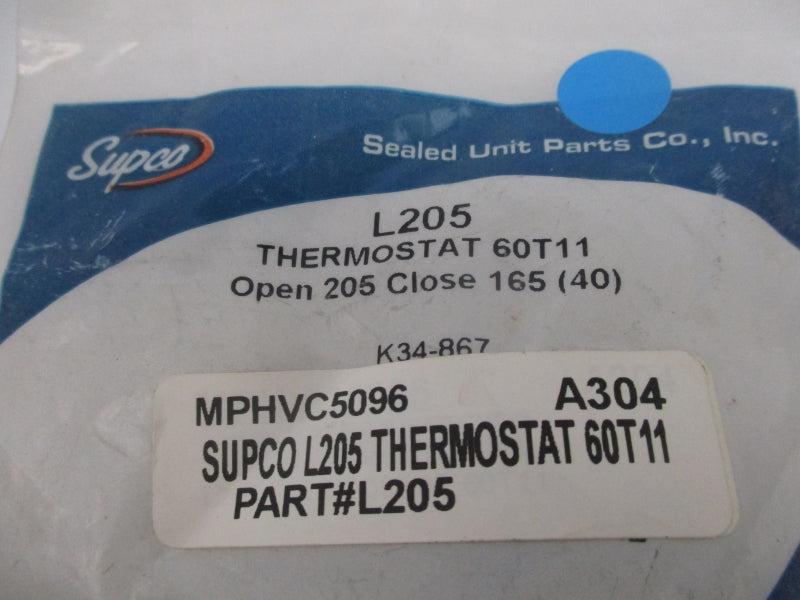 Supco
Sealed Unit Parts Co., Inc.
L205
THERMOSTAT 60T11
Open 205 Close 165 (40)
K34-867
MPHVC5096 A304
SUPCO L205 THERMOSTAT 60T11
PART#L205